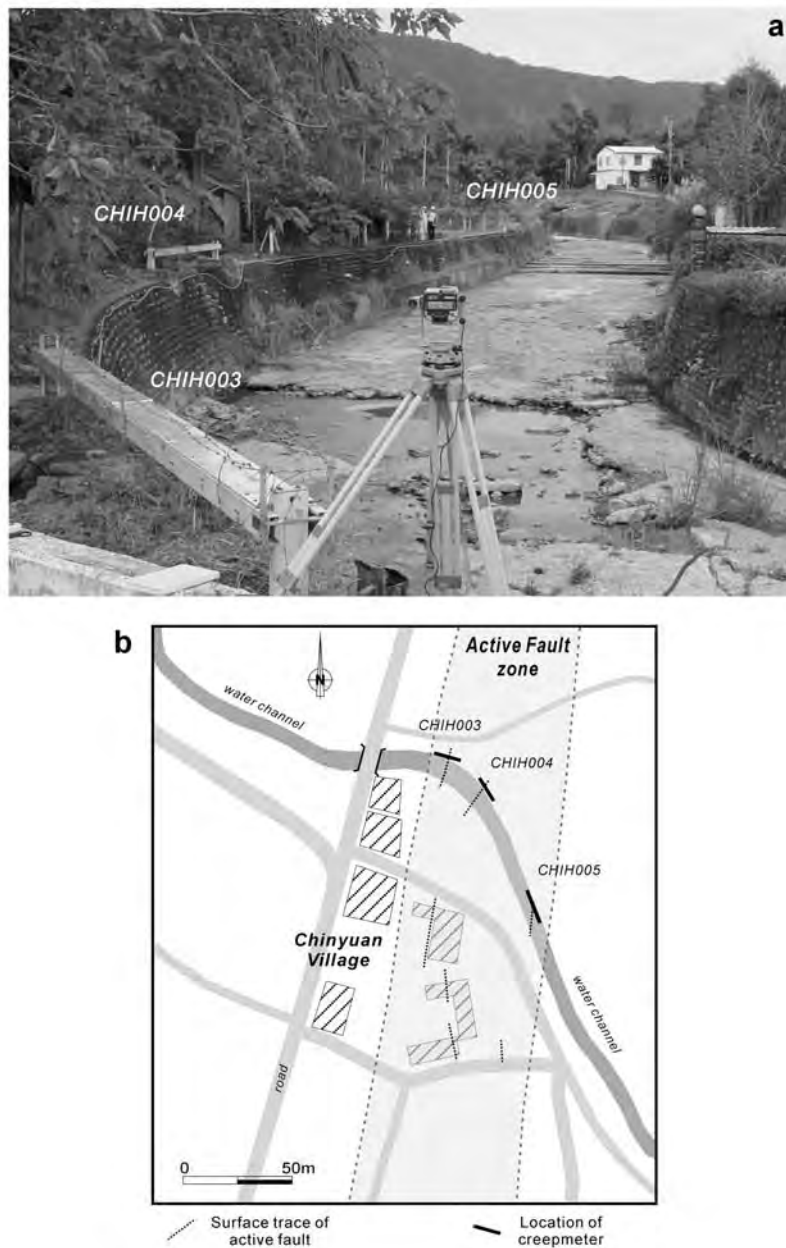 a
CHIH004
CHIH005
CHIH003
b
Active Fault
zone
N
water channel
CHIH003
CHIH004
CHIH005
Chinyuan
Village
water channel
road
0 50m
Surface trace of
active fault
Location of
creepmeter